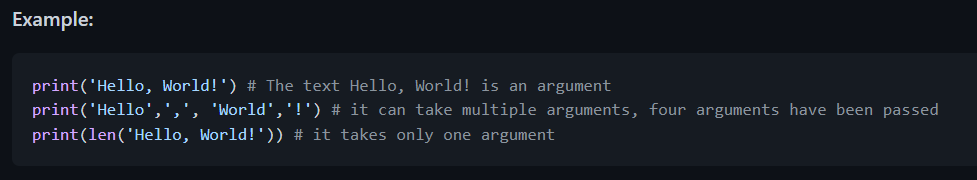 Example:
print('Hello, World!') # The text Hello, World! is an argument
print('Hello',',', 'World','!') # it can take multiple arguments, four arguments have been passed
print(len('Hello, World!')) # it takes only one argument